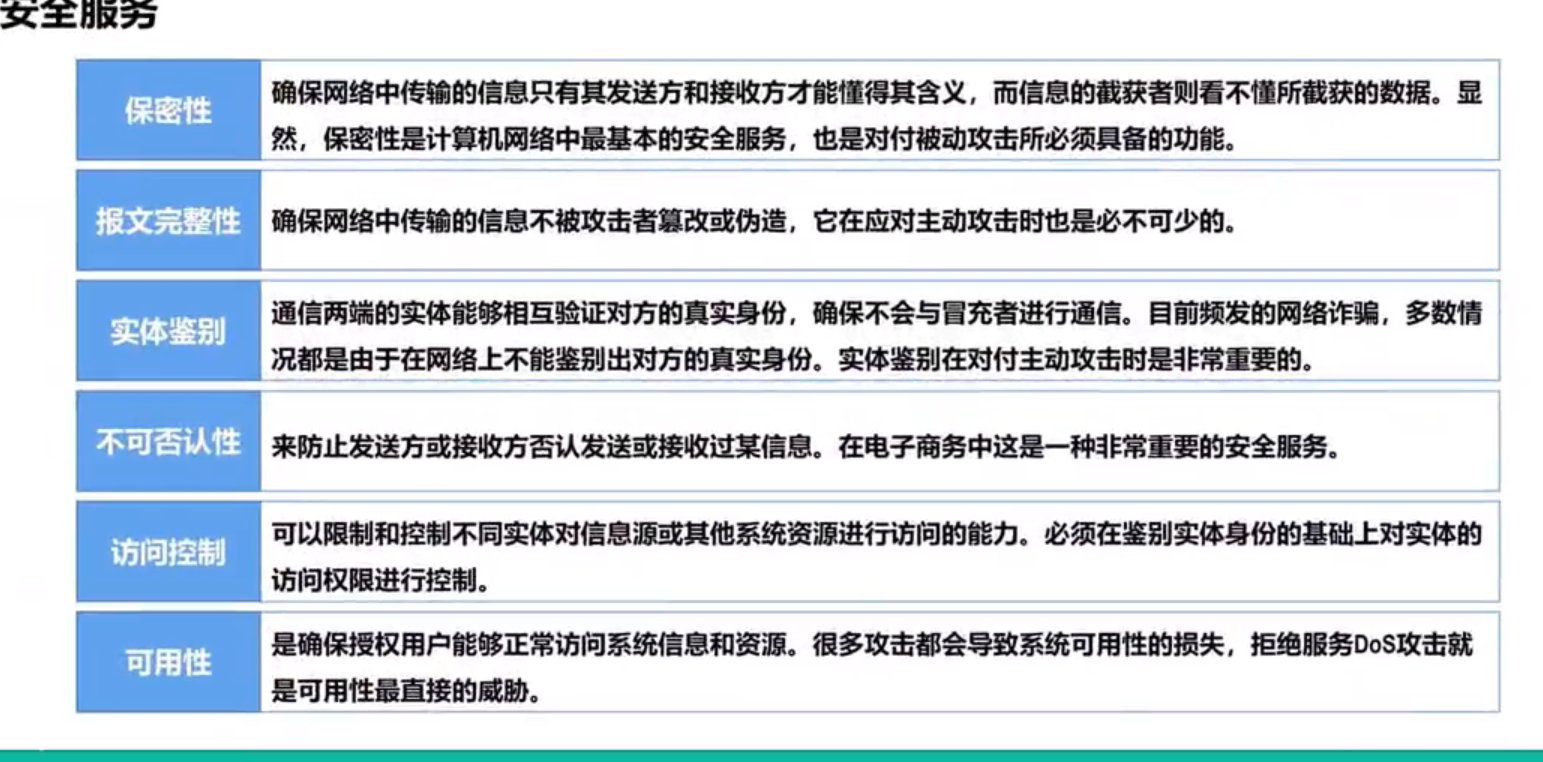 安全服务
保密性
确保网络中传输的信息只有其发送方和接收方才能懂得其含义，而信息的截获者则看不懂所截获的数据。显
然，保密性是计算机网络中最基本的安全服务，也是对付被动攻击所必须具备的功能。
报文完整性
确保网络中传输的信息不被攻击者篡改或伪造，它在应对主动攻击时也是必不可少的。
实体鉴别
通信两端的实体能够相互验证对方的真实身份，确保不会与冒充者进行通信。目前频发的网络诈骗，多数情
况都是由于在网络上不能鉴别出对方的真实身份。实体鉴别在对付主动攻击时是非常重要的。
不可否认性
来防止发送方或接收方否认发送或接收过某信息。在电子商务中这是一种非常重要的安全服务。
访问控制
可以限制和控制不同实体对信息源或其他系统资源进行访问的能力。必须在鉴别实体身份的基础上对实体的
访问权限进行控制。
可用性
是确保授权用户能够正常访问系统信息和资源。很多攻击都会导致系统可用性的损失，拒绝服务DoS攻击就
是可用性最直接的威胁。